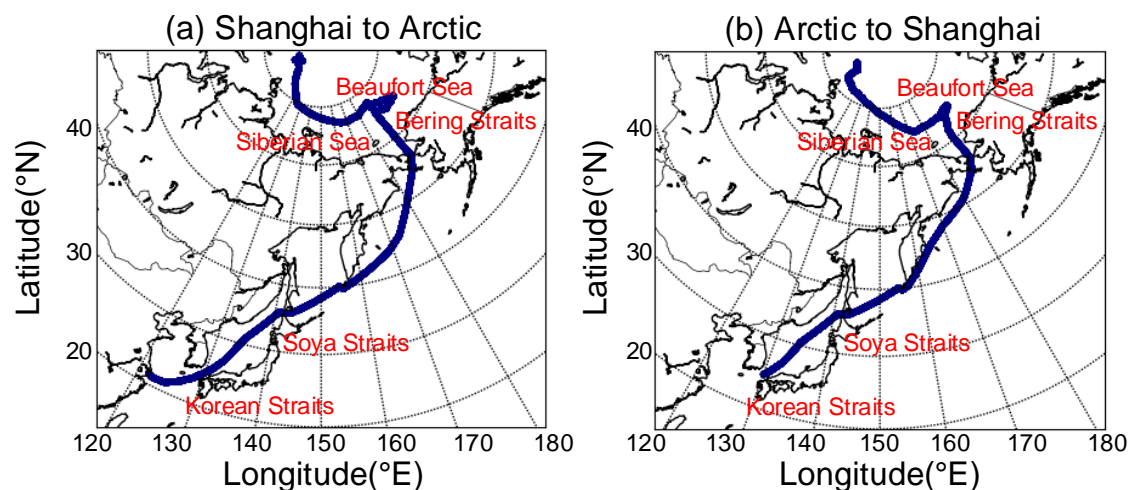 (a) Shanghai to Arctic
Beaufort Sea
Bering Straits
Siberian Sea
Soya Straits
Korean Straits
40
30
20
Latitude(°N)
120 130 150 160 170 180
Longitude(°E)
(b) Arctic to Shanghai
Beaufort Sea
Bering Straits
Siberian Sea
Soya Straits
Korean Straits
40
30
20
Latitude(°N)
120 130 150 160 170 180
Longitude(°E)